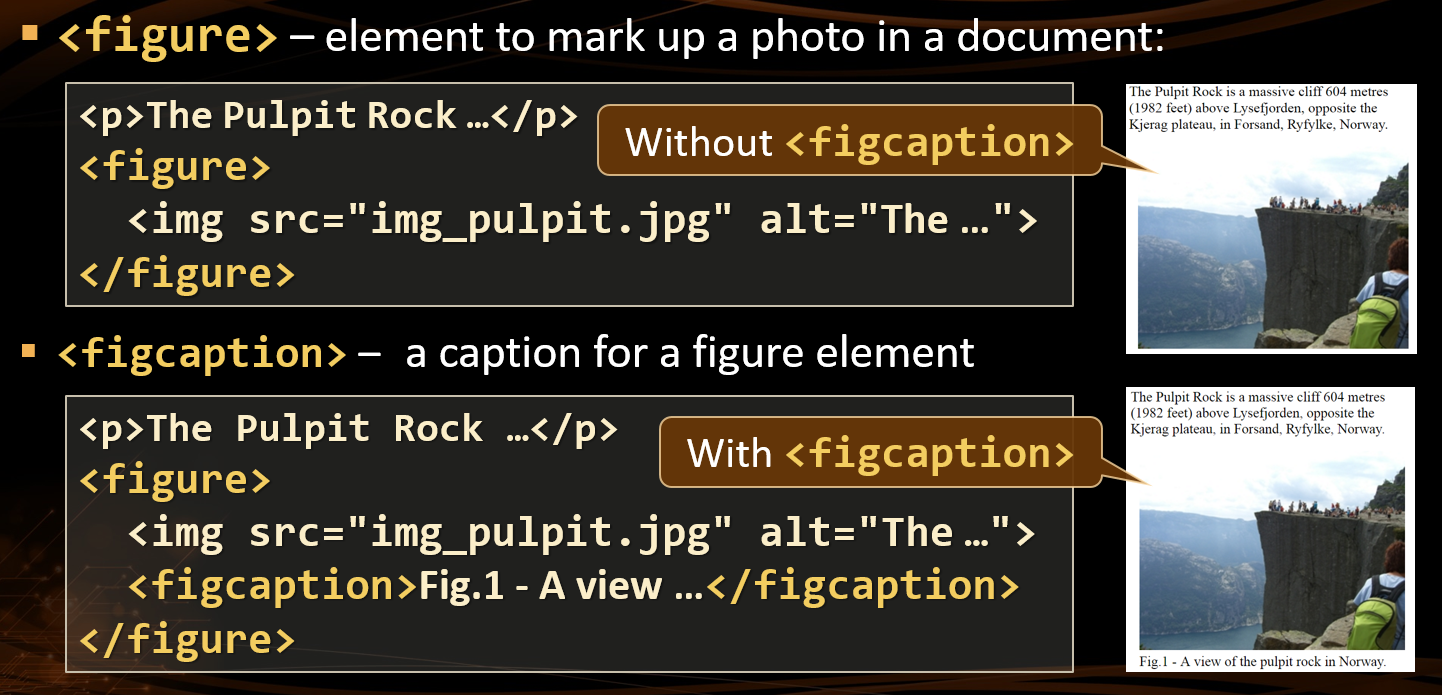 <figure> – element to mark up a photo in a document:
<p>The Pulpit Rock …</p>
<figure>
<img src="img_pulpit.jpg" alt="The …">
</figure>
Without <figcaption>
The Pulpit Rock is a massive cliff 604 metres
(1982 feet) above Lysefjorden, opposite the
Kjerag plateau, in Forsand, Ryfylke, Norway.
<figcaption> – a caption for a figure element
<p>The Pulpit Rock …</p>
<figure>
<img src="img_pulpit.jpg" alt="The …">
<figcaption>Fig.1 - A view …</figcaption>
</figure>
With <figcaption>
The Pulpit Rock is a massive cliff 604 metres
(1982 feet) above Lysefjorden, opposite the
Kjerag plateau, in Forsand, Ryfylke, Norway.
Fig.1 - A view of the pulpit rock in Norway.